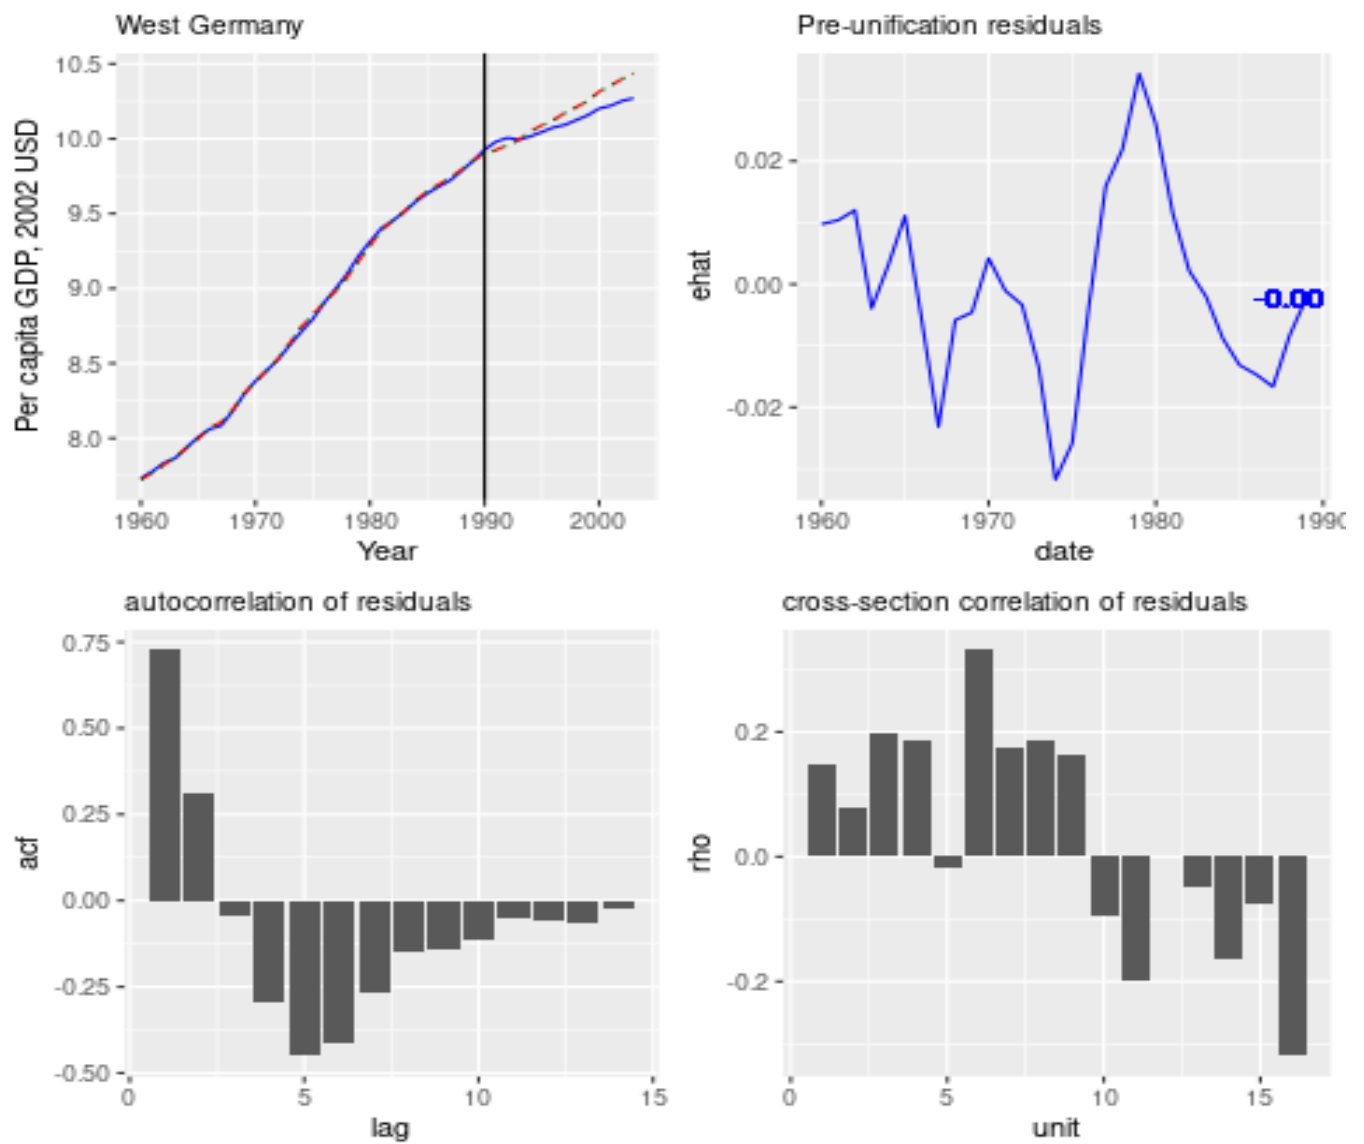 West Germany
10.5
10.0
9.5
9.0
8.5
8.0
Per capita GDP, 2002 USD
1960 1970 1980 1990 2000
Year
Pre-unification residuals
0.02
0.00
-0.02
ehat
-0.00
1960 1970 1980 1990
date
autocorrelation of residuals
0.75
0.50
0.25
0.00
-0.25
-0.50
acf
0 5 10 15
lag
cross-section correlation of residuals
0.2
0.0
-0.2
rho
0 5 10 15
unit